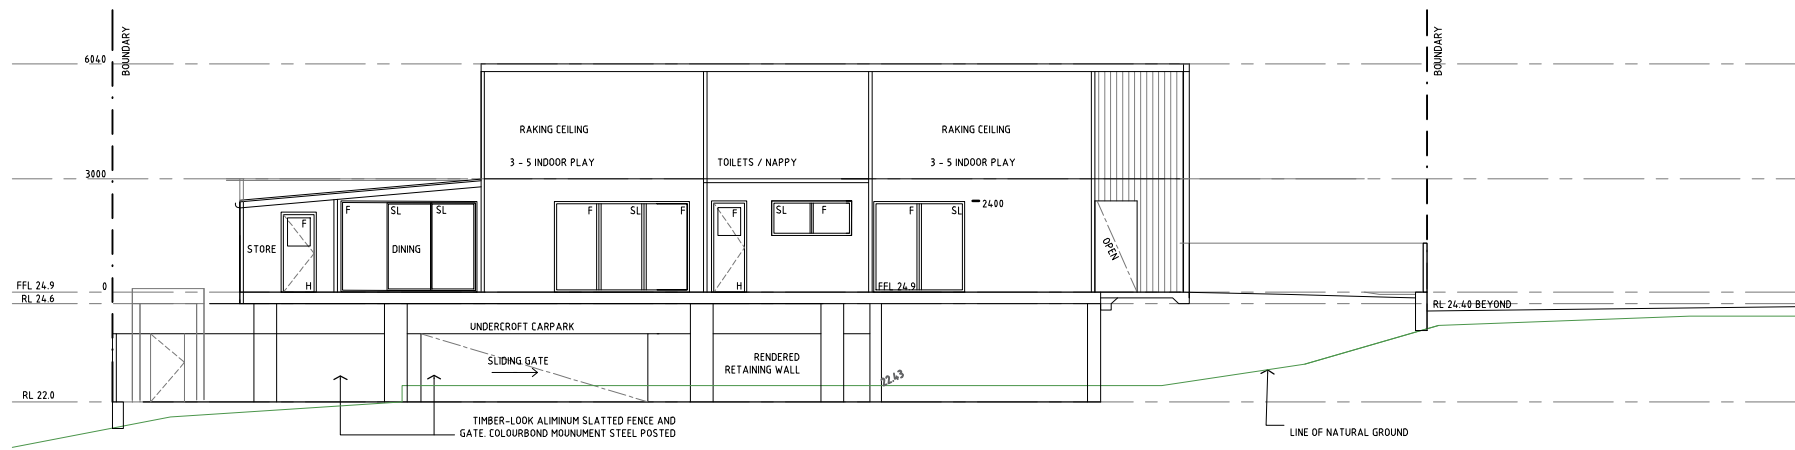 BOUNDARY
BOUNDARY
6040
RAKING CEILING
RAKING CEILING
3 - 5 INDOOR PLAY
TOILETS / NAPPY
3 - 5 INDOOR PLAY
3000
2400
F
SL
SL
F
SL
F
F
SL
F
F
SL
F
STORE
DINING
OPEN
H
H
FFL 24.9
FFL 24.9
0
RL 24.6
RL 24.40 BEYOND
UNDERCROFT CARPARK
SLIDING GATE
RENDERED
RETAINING WALL
22.43
RL 22.0
TIMBER-LOOK ALIMINUM SLATTED FENCE AND
GATE. COLOURBOND MOUNUMENT STEEL POSTED
LINE OF NATURAL GROUND